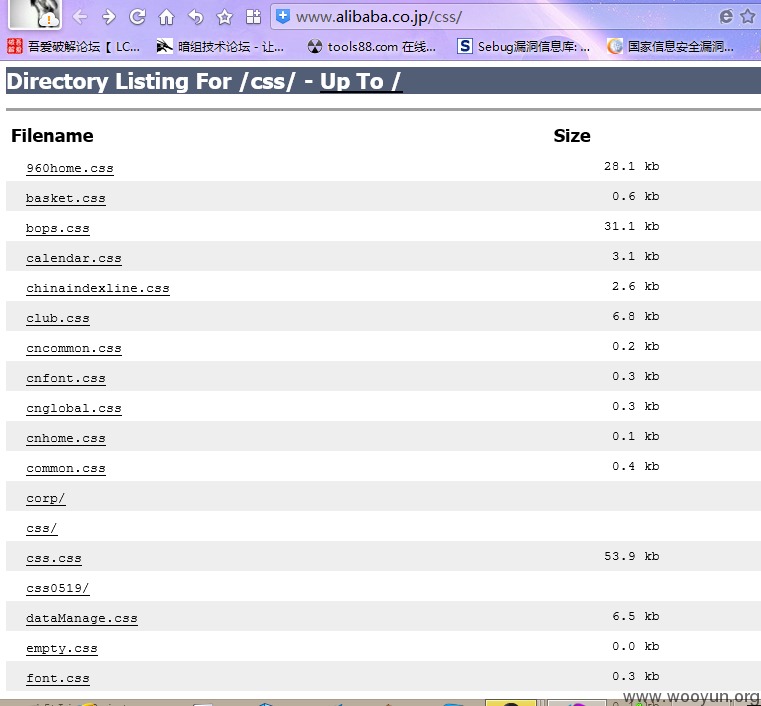 www.alibaba.co.jp/css/
吾爱破解论坛【 LC... 暗组技术论坛 - 让... tools88.com 在线... S Sebug漏洞信息库: ... 国家信息安全漏洞...
Directory Listing For /css/ - Up To /
Filename Size
960home.css 28.1 kb
basket.css 0.6 kb
bops.css 31.1 kb
calendar.css 3.1 kb
chinaindexline.css 2.6 kb
club.css 6.8 kb
cncommon.css 0.2 kb
cnfont.css 0.3 kb
cnglobal.css 0.3 kb
cnhome.css 0.1 kb
common.css 0.4 kb
corp/
css/
css.css 53.9 kb
css0519/
dataManage.css 6.5 kb
empty.css 0.0 kb
font.css 0.3 kb
www.wooyun.org